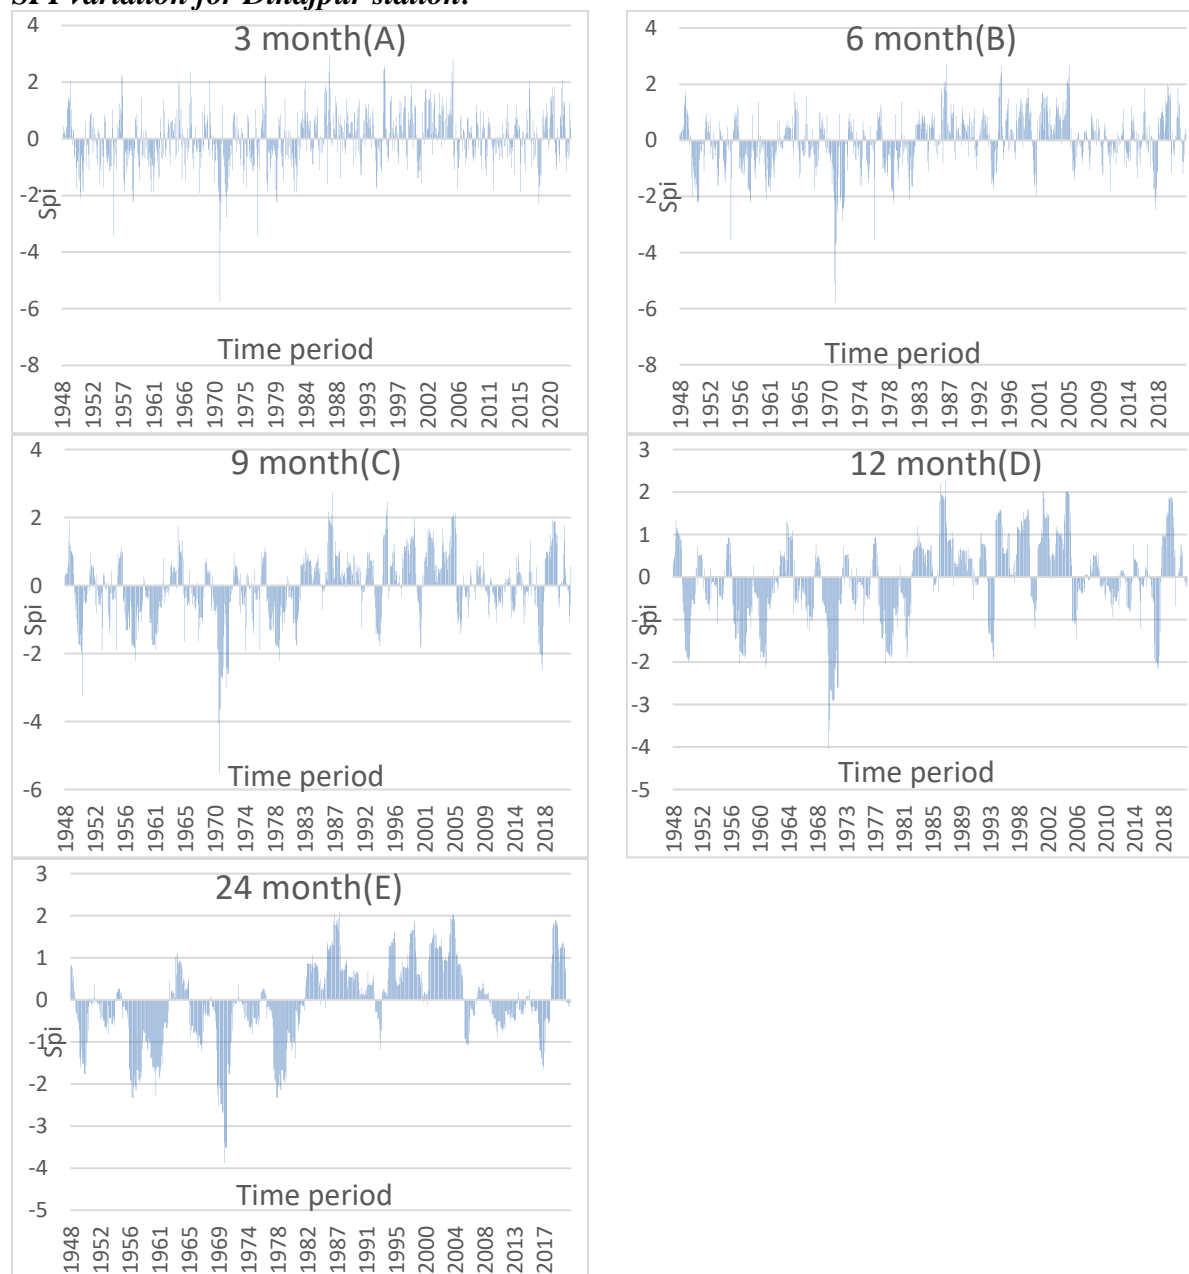 SPI variation for Dinajpur station:
3 month(A)
4
2
0
-2
-4
-6
-8
Spi
Time period
1948 1952 1957 1961 1966 1970 1975 1979 1984 1988 1993 1997 2002 2006 2011 2015 2020
6 month(B)
4
2
0
-2
-4
-6
-8
Spi
Time period
1948 1952 1956 1961 1965 1970 1974 1978 1983 1987 1992 1996 2001 2005 2009 2014 2018
9 month(C)
4
2
0
-2
-4
-6
Spi
Time period
1948 1952 1956 1961 1965 1970 1974 1978 1983 1987 1992 1996 2001 2005 2009 2014 2018
12 month(D)
3
2
1
0
-1
-2
-3
-4
-5
Spi
Time period
1948 1952 1956 1960 1964 1968 1973 1977 1981 1985 1989 1993 1998 2002 2006 2010 2014 2018
24 month(E)
3
2
1
0
-1
-2
-3
-4
-5
Spi
Time period
1948 1952 1956 1961 1965 1969 1974 1978 1982 1987 1991 1995 2000 2004 2008 2013 2017